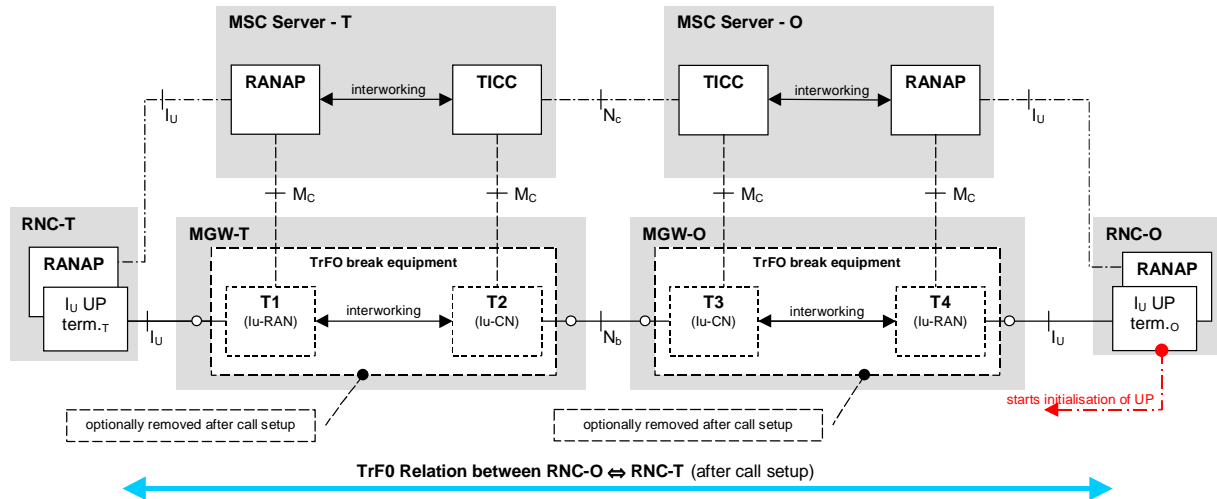 MSC Server - T
MSC Server - O
RANAP
interworking
TICC
TICC
interworking
RANAP
IU
NC
IU
MC
MC
MC
MC
RNC-T
MGW-T
MGW-O
RNC-O
RANAP
TrFO break equipment
TrFO break equipment
RANAP
IU UP
term.T
T1
(Iu-RAN)
interworking
T2
(Iu-CN)
T3
(Iu-CN)
interworking
T4
(Iu-RAN)
IU UP
term.O
IU
Nb
IU
starts initialisation of UP
optionally removed after call setup
optionally removed after call setup
TrF0 Relation between RNC-O ⇔ RNC-T (after call setup)